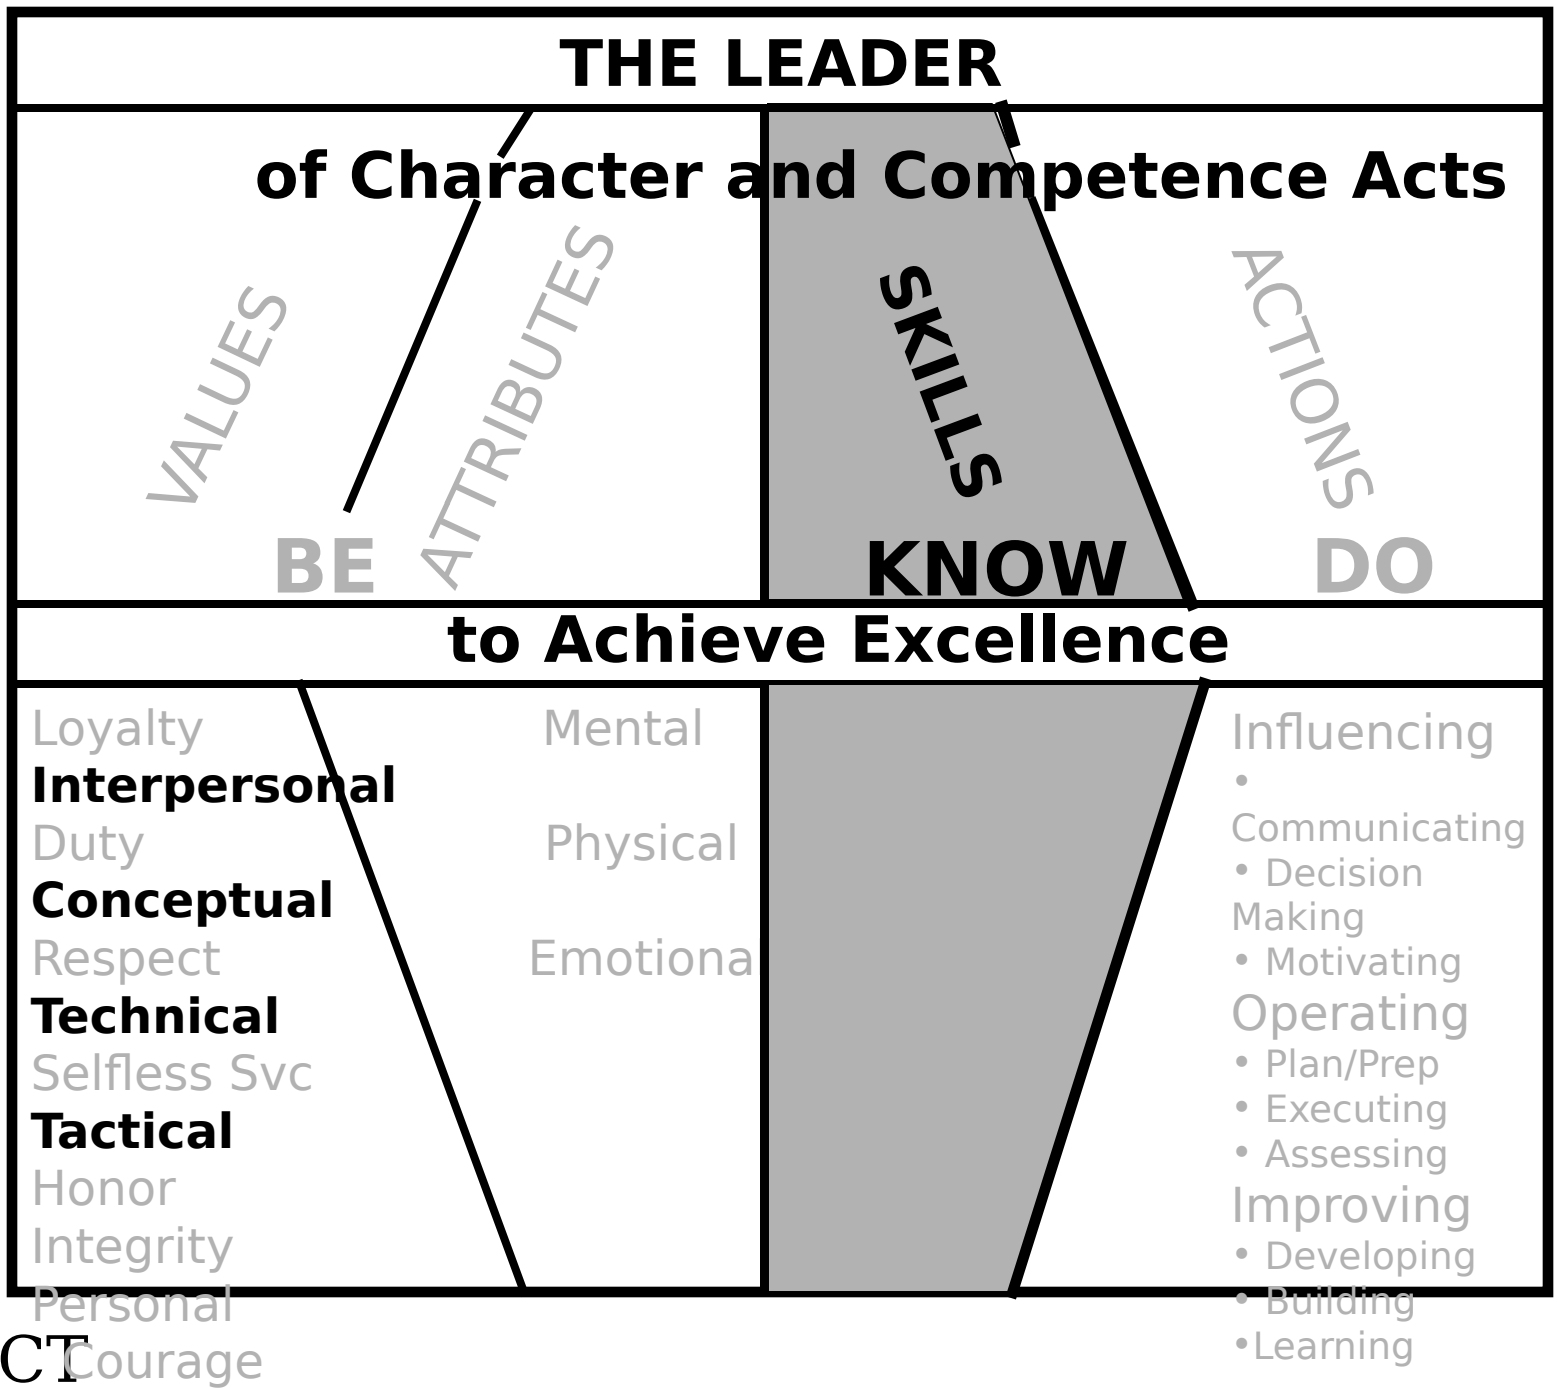 THE LEADER
of Character and Competence Acts
VALUES
ATTRIBUTES
SKILLS
ACTIONS
BE
KNOW
DO
to Achieve Excellence
Loyalty
Mental
Interpersonal
Duty
Physical
Conceptual
Respect
Emotiona
Technical
Selfless Svc
Tactical
Honor
Integrity
Personal
Courage
Influencing
•
Communicating
• Decision
Making
• Motivating
Operating
• Plan/Prep
• Executing
• Assessing
Improving
• Developing
• Building
•Learning
CT